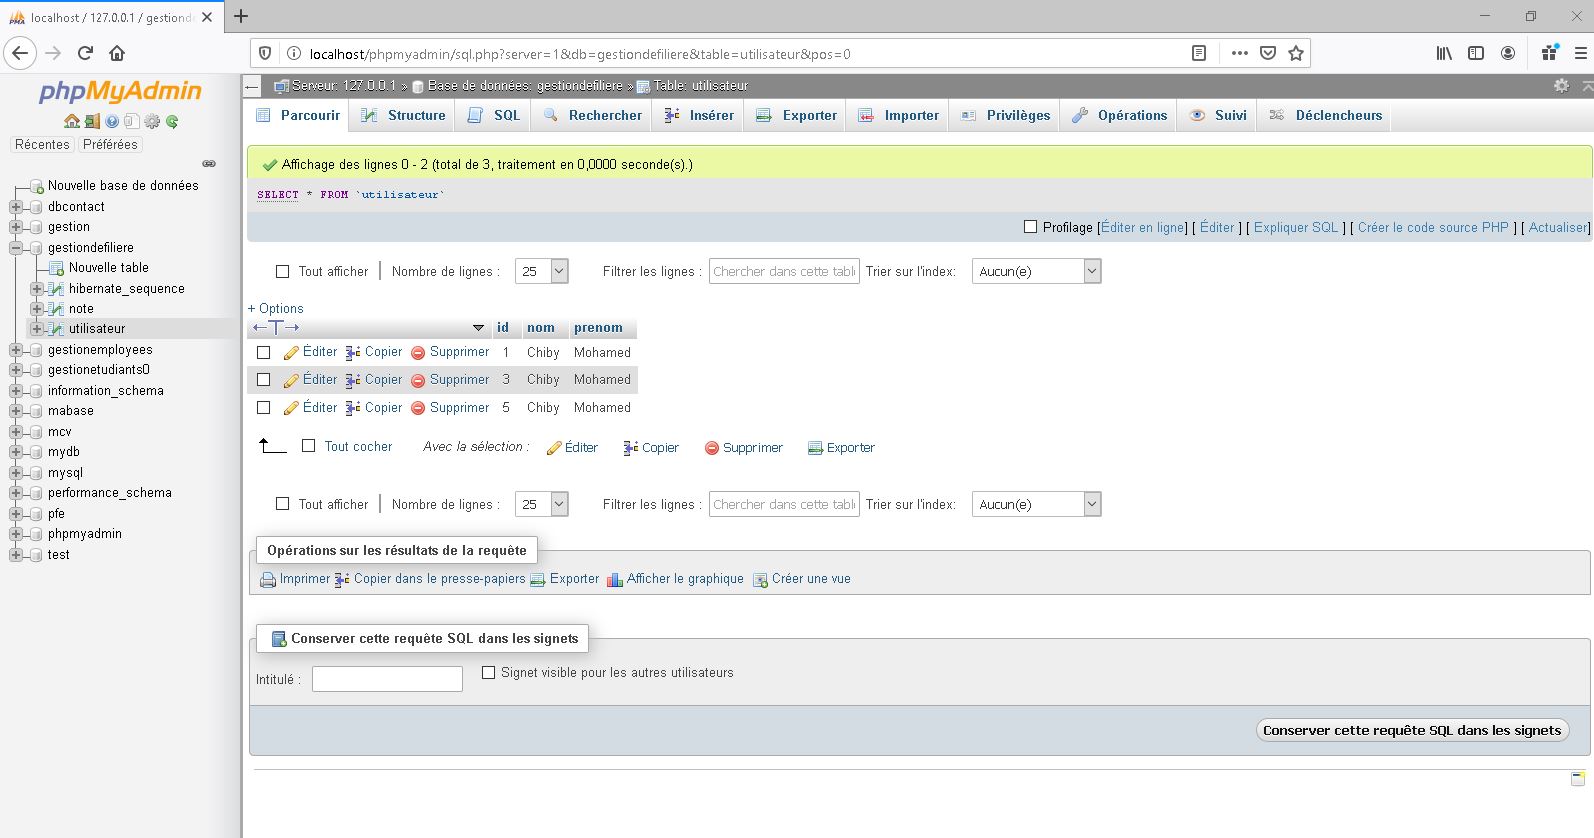 localhost / 127.0.0.1 / gestionde
localhost/phpmyadmin/sql.php?server=1&db=gestiondefiliere&table=utilisateur&pos=0
phpMyAdmin
Récentes Préférées
Nouvelle base de données
dbcontact
gestion
gestiondefiliere
Nouvelle table
hibernate_sequence
note
utilisateur
gestionemployees
gestionetudiants0
information_schema
mabase
mcv
mydb
mysql
performance_schema
pfe
phpmyadmin
test
Serveur: 127.0.0.1 » Base de données: gestiondefiliere » Table: utilisateur
Parcourir Structure SQL Rechercher Insérer Exporter Importer Privilèges Opérations Suivi Déclencheurs
Affichage des lignes 0 - 2 (total de 3, traitement en 0,0000 seconde(s).)
SELECT * FROM `utilisateur`
Profilage [Éditer en ligne] [ Éditer ] [ Expliquer SQL ] [ Créer le code source PHP ] [ Actualiser]
Tout afficher | Nombre de lignes : 25 Filtrer les lignes : Chercher dans cette tabl Trier sur l'index: Aucun(e)
+ Options
←T→ id nom prenom
Éditer Copier Supprimer 1 Chiby Mohamed
Éditer Copier Supprimer 3 Chiby Mohamed
Éditer Copier Supprimer 5 Chiby Mohamed
Tout cocher Avec la sélection : Éditer Copier Supprimer Exporter
Tout afficher | Nombre de lignes : 25 Filtrer les lignes : Chercher dans cette tabl Trier sur l'index: Aucun(e)
Opérations sur les résultats de la requête
Imprimer Copier dans le presse-papiers Exporter Afficher le graphique Créer une vue
Conserver cette requête SQL dans les signets
Intitulé : Signet visible pour les autres utilisateurs
Conserver cette requête SQL dans les signets